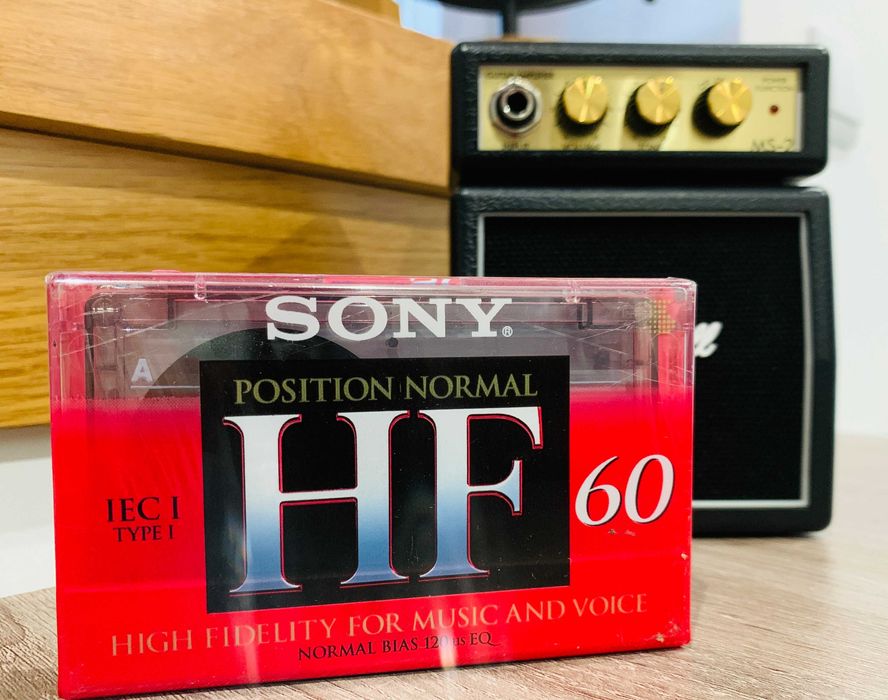 MS-2
SONY®
A
POSITION NORMAL
HF
60
IEC I
TYPE I
HIGH FIDELITY FOR MUSIC AND VOICE
NORMAL BIAS 120 µs EQ